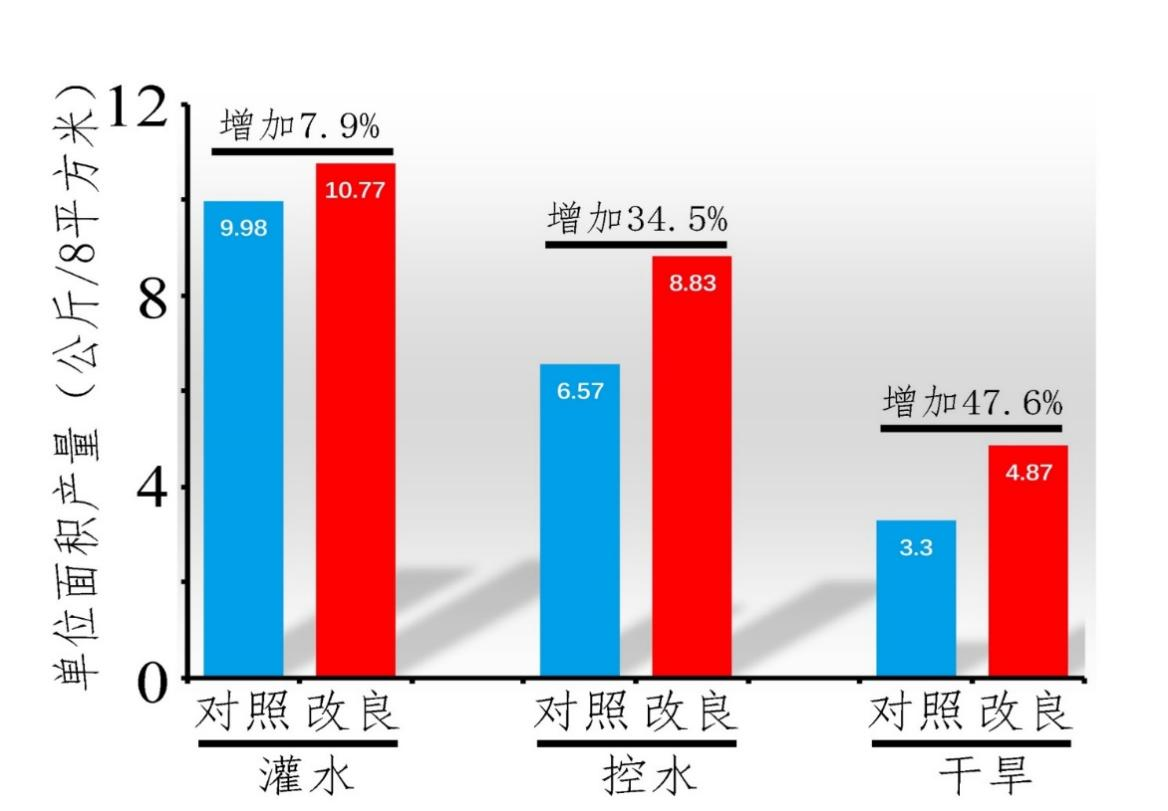 单位面积产量（公斤/8平方米）
12
8
4
0
增加7.9%
9.98
10.77
增加34.5%
6.57
8.83
增加47.6%
3.3
4.87
对照 改良 对照 改良 对照 改良
灌水 控水 干旱